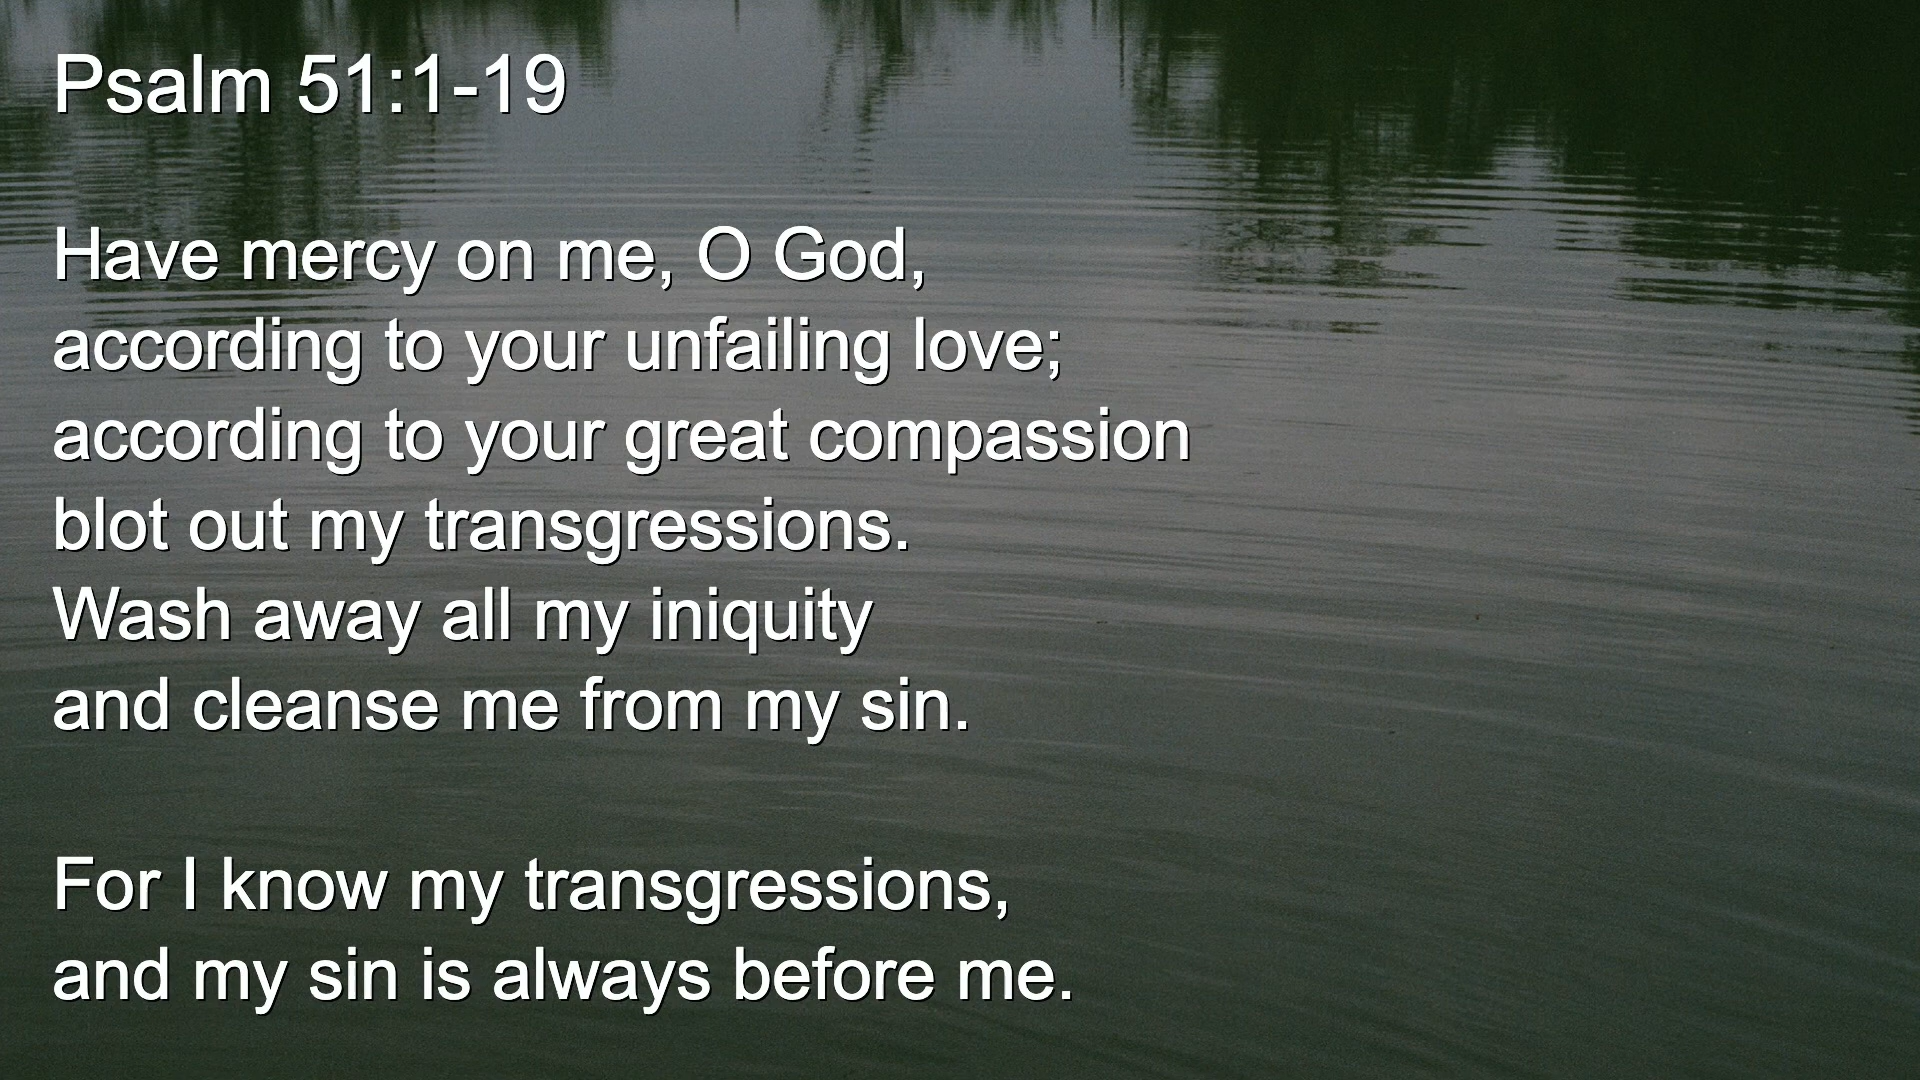 Psalm 51:1-19
Have mercy on me, O God,
according to your unfailing love;
according to your great compassion
blot out my transgressions.
Wash away all my iniquity
and cleanse me from my sin.
For I know my transgressions,
and my sin is always before me.